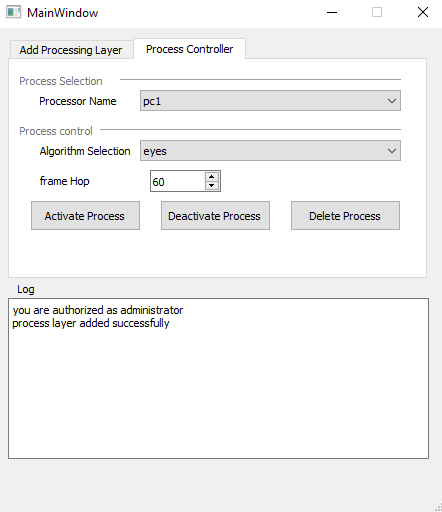 MainWindow
Add Processing Layer
Process Controller
Process Selection
Processor Name
pc1
Process control
Algorithm Selection
eyes
frame Hop
60
Activate Process
Deactivate Process
Delete Process
Log
you are authorized as administrator
process layer added successfully